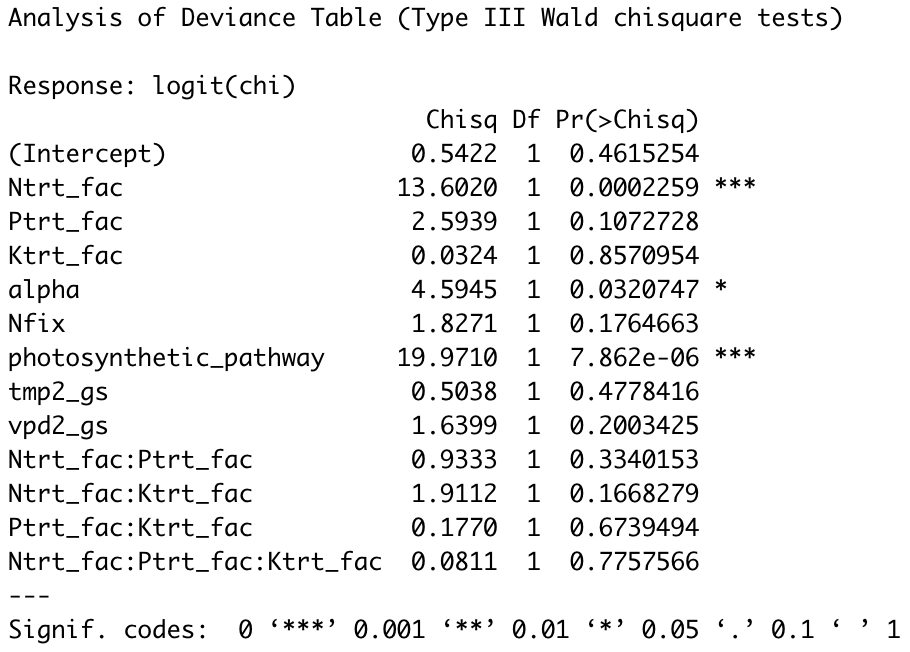 Analysis of Deviance Table (Type III Wald chisquare tests)

Response: logit(chi)
                              Chisq Df Pr(>Chisq)
(Intercept)                  0.5422  1  0.4615254
Ntrt_fac                    13.6020  1  0.0002259 ***
Ptrt_fac                     2.5939  1  0.1072728
Ktrt_fac                     0.0324  1  0.8570954
alpha                        4.5945  1  0.0320747 *
Nfix                         1.8271  1  0.1764663
photosynthetic_pathway      19.9710  1  7.862e-06 ***
tmp2_gs                      0.5038  1  0.4778416
vpd2_gs                      1.6399  1  0.2003425
Ntrt_fac:Ptrt_fac            0.9333  1  0.3340153
Ntrt_fac:Ktrt_fac            1.9112  1  0.1668279
Ptrt_fac:Ktrt_fac            0.1770  1  0.6739494
Ntrt_fac:Ptrt_fac:Ktrt_fac   0.0811  1  0.7757566
---
Signif. codes:  0 ‘***’ 0.001 ‘**’ 0.01 ‘*’ 0.05 ‘.’ 0.1 ‘ ’ 1